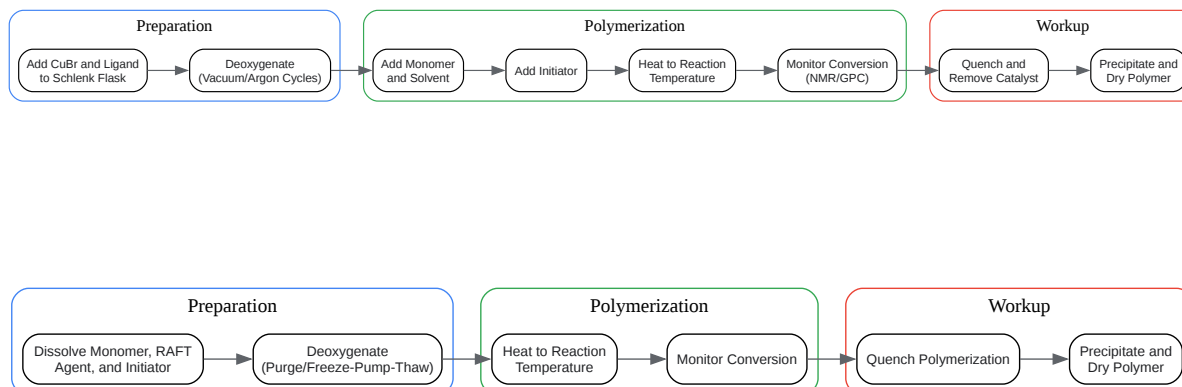 Preparation
Polymerization
Workup
Add CuBr and Ligand
to Schlenk Flask
Deoxygenate
(Vacuum/Argon Cycles)
Add Monomer
and Solvent
Add Initiator
Heat to Reaction
Temperature
Monitor Conversion
(NMR/GPC)
Quench and
Remove Catalyst
Precipitate and
Dry Polymer
Preparation
Polymerization
Workup
Dissolve Monomer, RAFT
Agent, and Initiator
Deoxygenate
(Purge/Freeze-Pump-Thaw)
Heat to Reaction
Temperature
Monitor Conversion
Quench Polymerization
Precipitate and
Dry Polymer